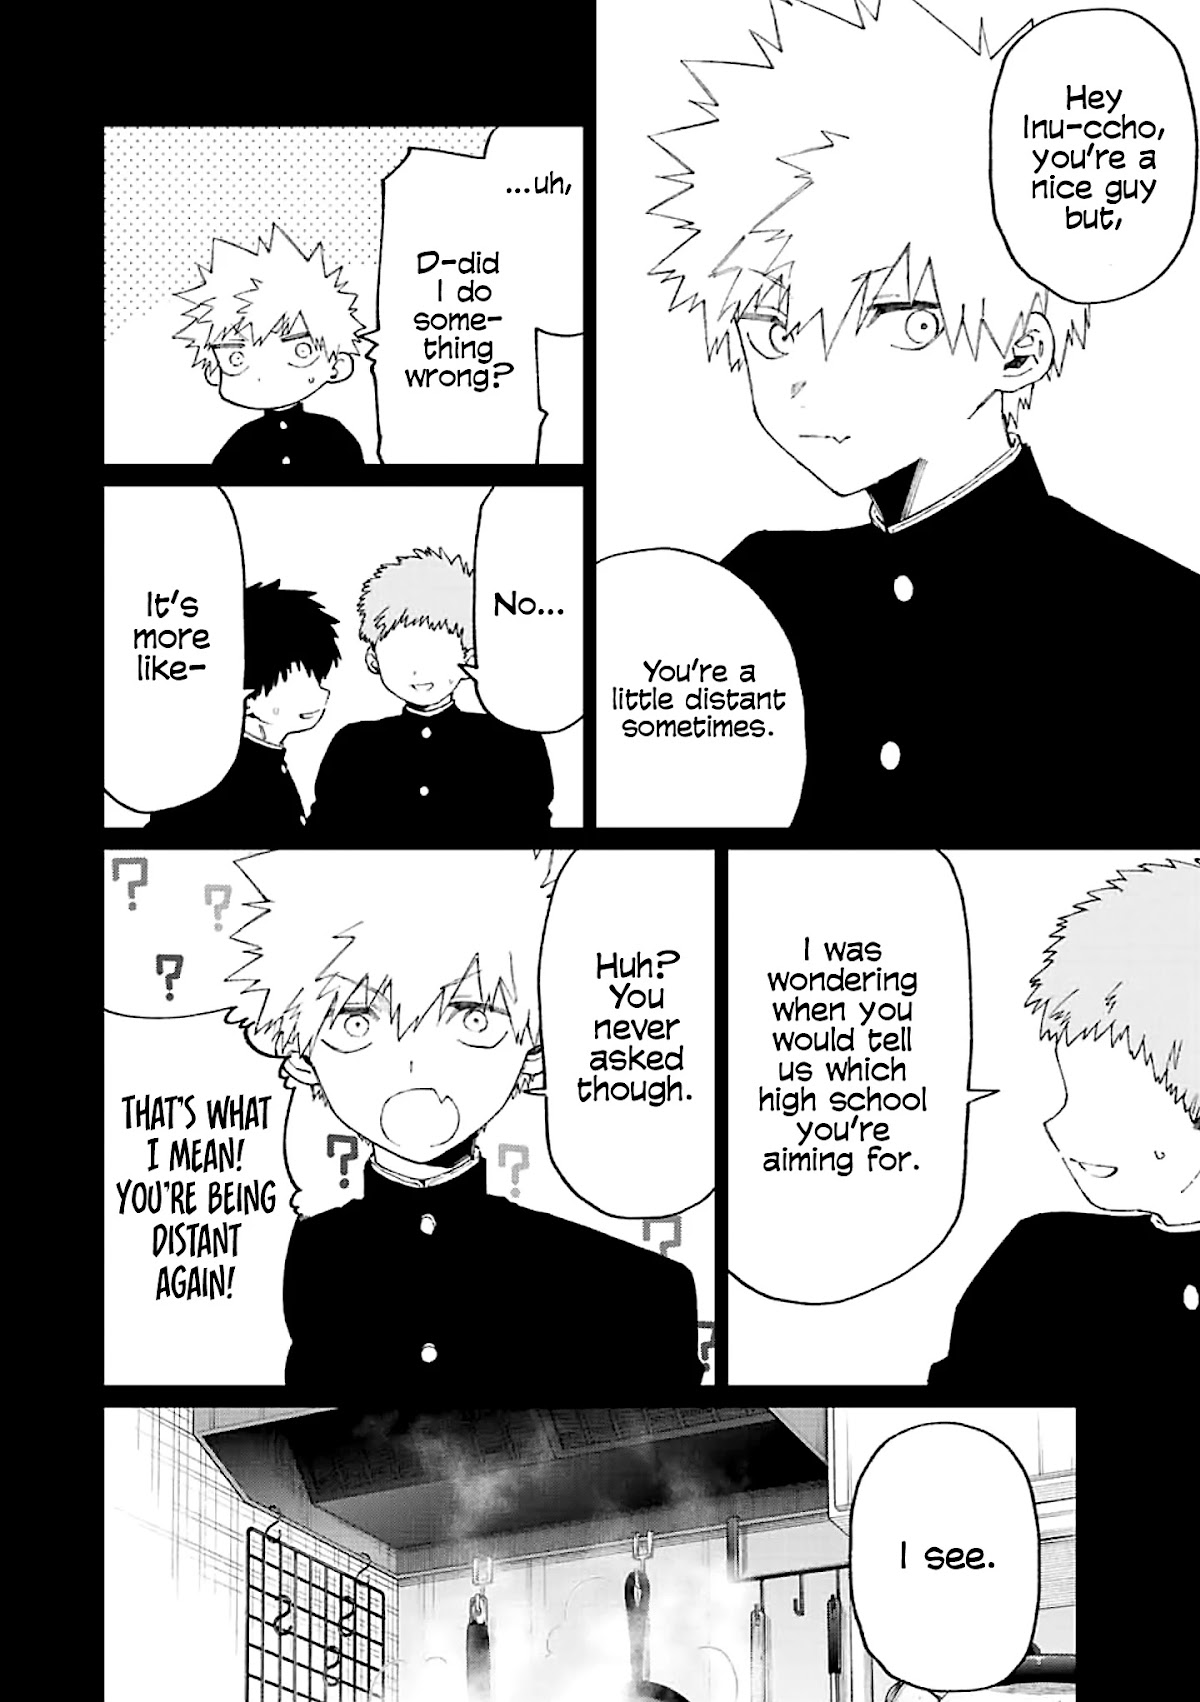 Hey
Inu-ccho,
you're a
nice guy
but,
You're a
little distant
sometimes.
...uh,
D-did
I do
some-
thing
wrong?
No...
It's
more
like-
I was
wondering
when you
would tell
us which
high school
you're
aiming for.
Huh?
You
never
asked
though.
?
?
?
?
?
?
?
THAT'S WHAT
I MEAN!
YOU'RE BEING
DISTANT
AGAIN!
I see.